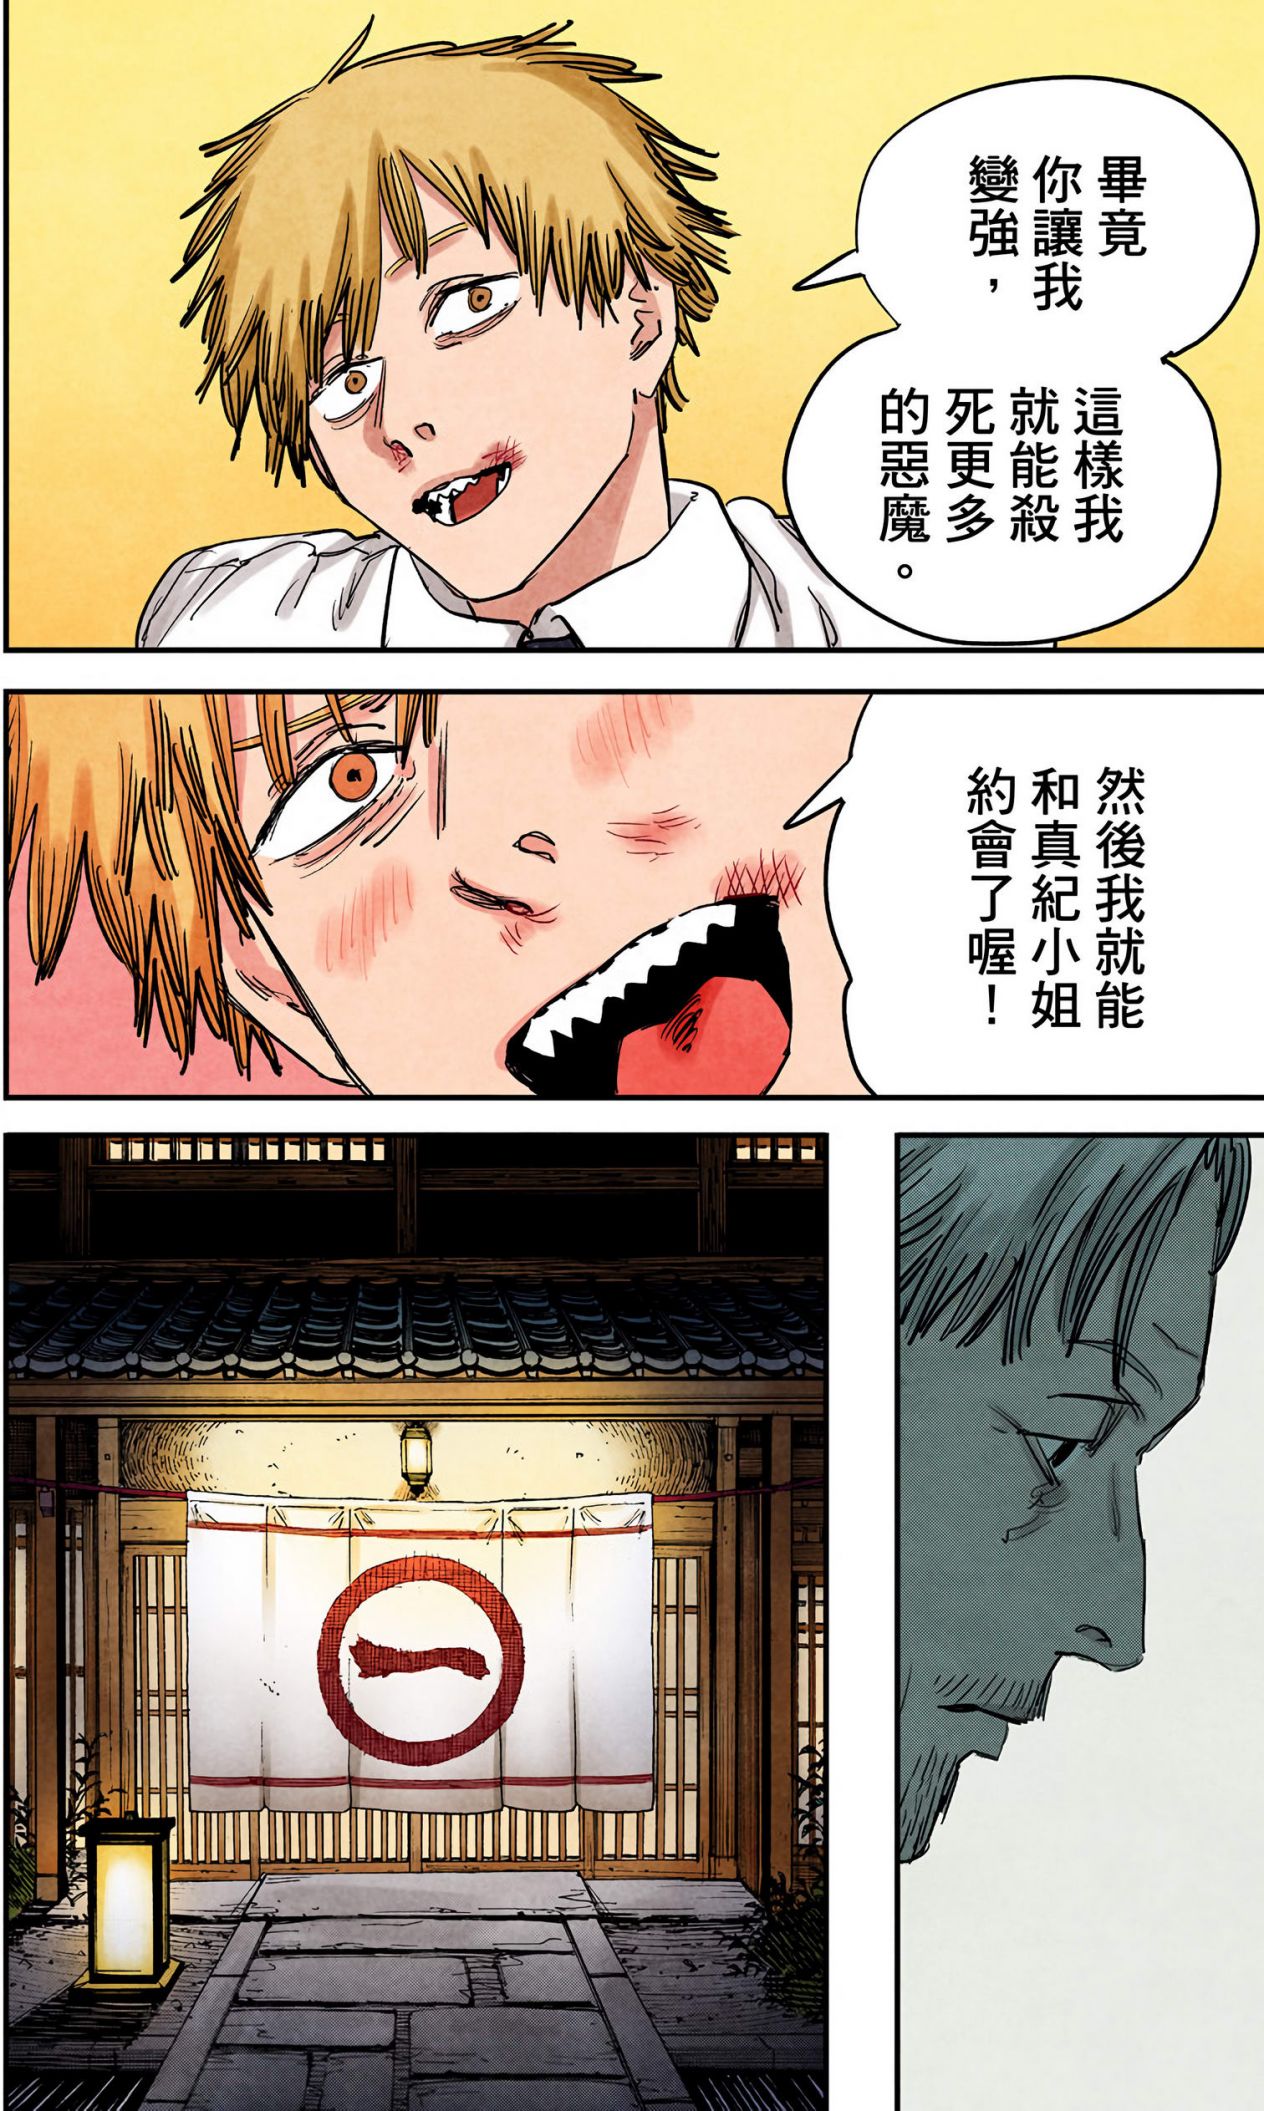 畢竟
你讓我
變強，
這樣我
就能殺
死更多
的惡魔。
然後我就能
和真紀小姐
約會了喔！